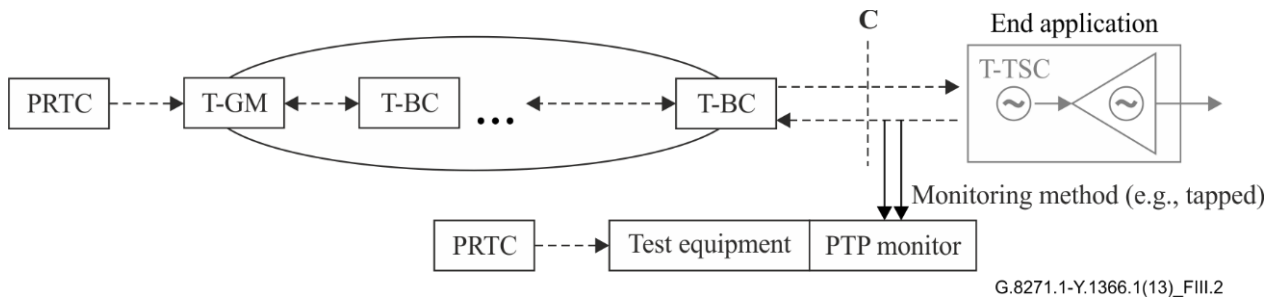 C
End application
T-TSC
PRTC
T-GM
T-BC
...
T-BC
Monitoring method (e.g., tapped)
PRTC
Test equipment
PTP monitor
G.8271.1-Y.1366.1(13)_FIII.2